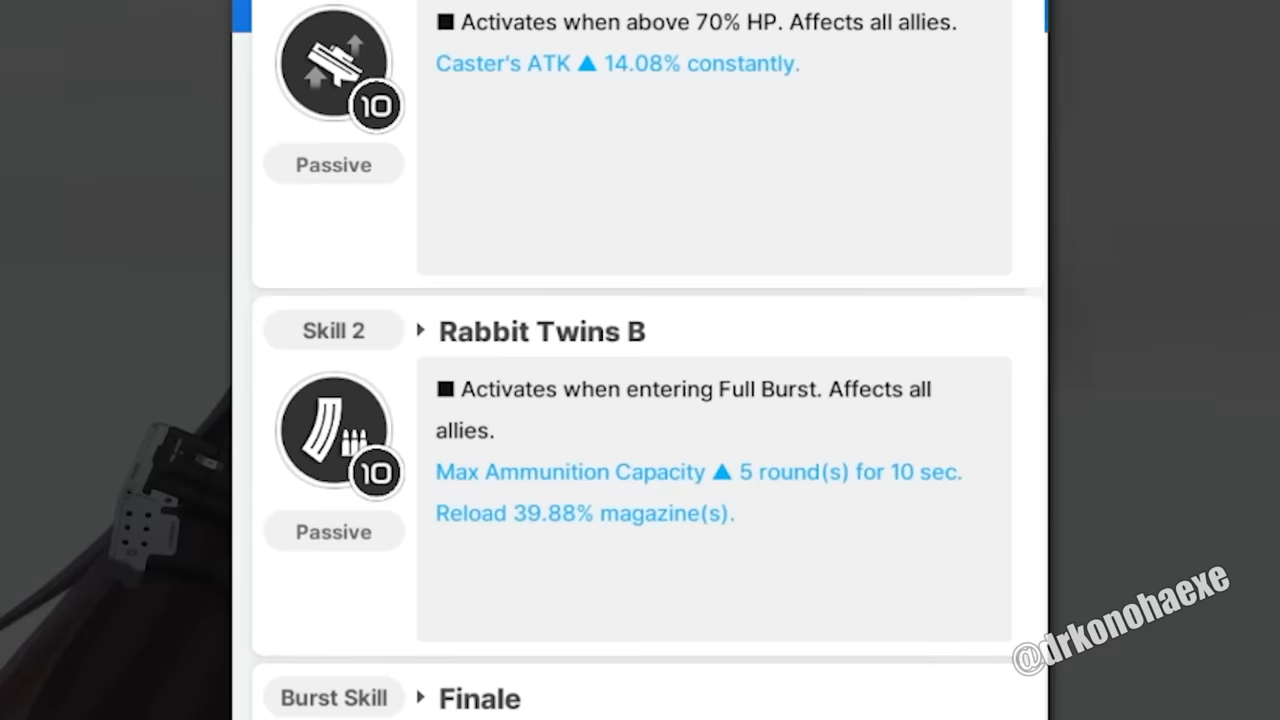 ■ Activates when above 70% HP. Affects all allies.
Caster's ATK ▲ 14.08% constantly.
10
Passive
Skill 2
Rabbit Twins B
■ Activates when entering Full Burst. Affects all
allies.
Max Ammunition Capacity ▲ 5 round(s) for 10 sec.
Reload 39.88% magazine(s).
10
Passive
@drkonohaexe
Burst Skill
Finale